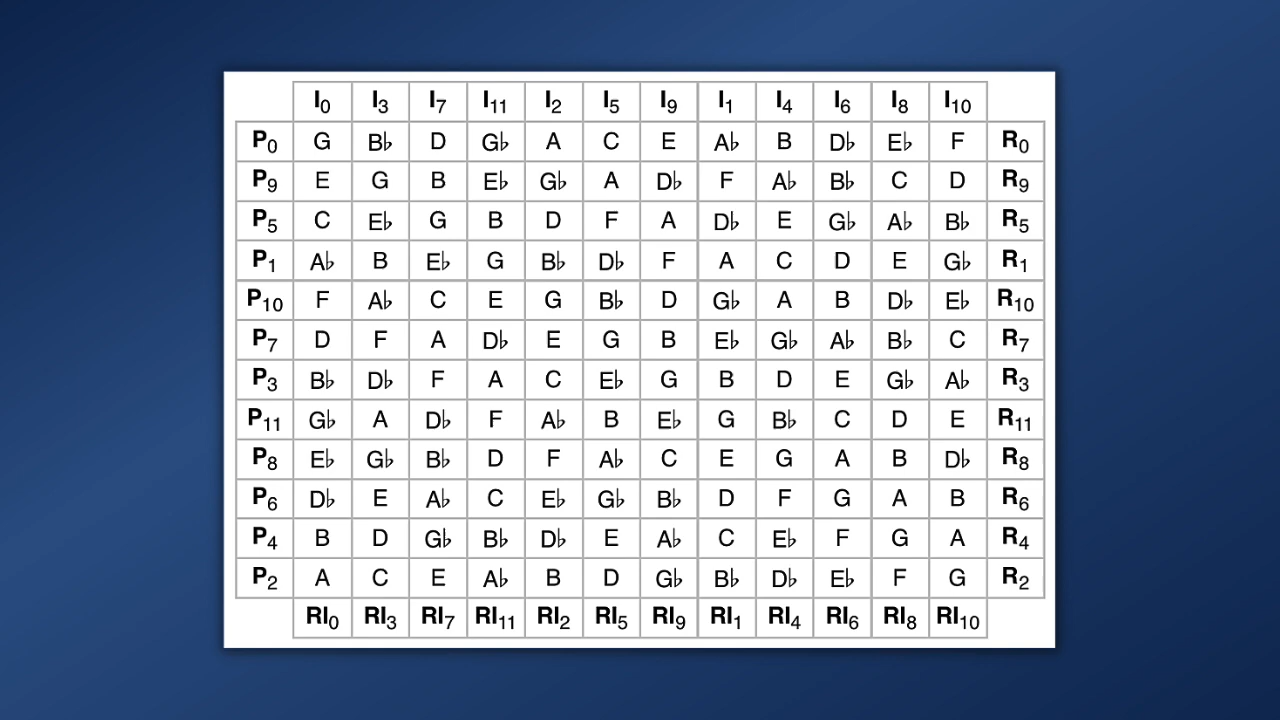 I0 I3 I7 I11 I2 I5 I9 I1 I4 I6 I8 I10
P0 G B♭ D G♭ A C E A♭ B D♭ E♭ F R0
P9 E G B E♭ G♭ A D♭ F A♭ B♭ C D R9
P5 C E♭ G B D F A D♭ E G♭ A♭ B♭ R5
P1 A♭ B E♭ G B♭ D♭ F A C D E G♭ R1
P10 F A♭ C E G B♭ D G♭ A B D♭ E♭ R10
P7 D F A D♭ E G B E♭ G♭ A♭ B♭ C R7
P3 B♭ D♭ F A C E♭ G B D E G♭ A♭ R3
P11 G♭ A D♭ F A♭ B E♭ G B♭ C D E R11
P8 E♭ G♭ B♭ D F A♭ C E G A B D♭ R8
P6 D♭ E A♭ C E♭ G♭ B♭ D F G A B R6
P4 B D G♭ B♭ D♭ E A♭ C E♭ F G A R4
P2 A C E A♭ B D G♭ B♭ D♭ E♭ F G R2
RI0 RI3 RI7 RI11 RI2 RI5 RI9 RI1 RI4 RI6 RI8 RI10